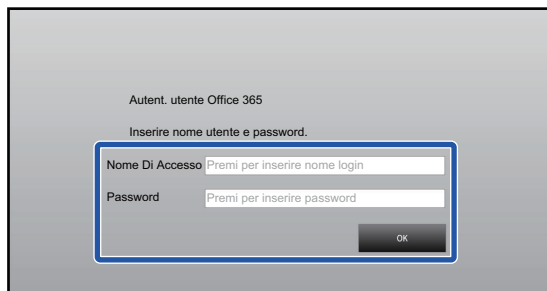 Autent. utente Office 365
Inserire nome utente e password.
Nome Di Accesso Premi per inserire nome login
Password Premi per inserire password
OK